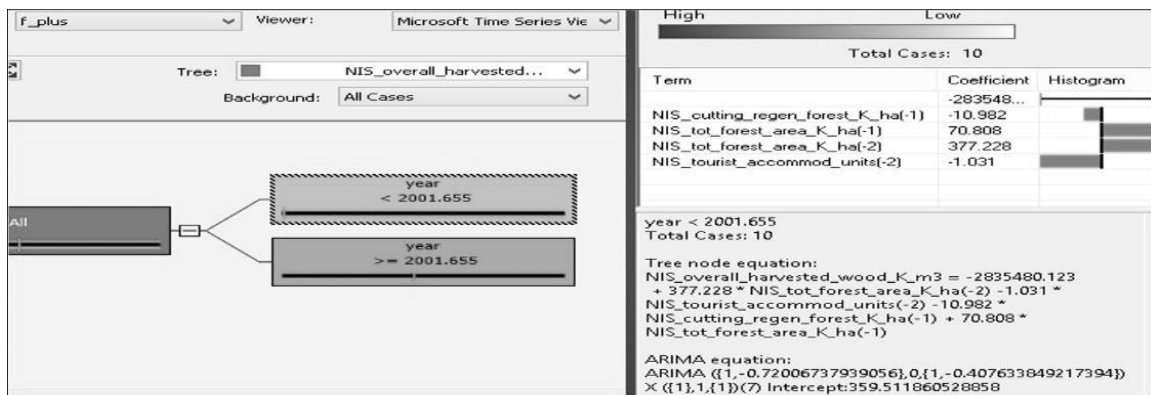 f_plus Viewer: Microsoft Time Series Vie
Tree: NIS_overall_harvested...
Background: All Cases
All
year
< 2001.655
year
>= 2001.655
High Low
Total Cases: 10
Term Coefficient Histogram
-283548...
NIS_cutting_regen_forest_K_ha(-1) -10.982
NIS_tot_forest_area_K_ha(-1) 70.808
NIS_tot_forest_area_K_ha(-2) 377.228
NIS_tourist_accommod_units(-2) -1.031
year < 2001.655
Total Cases: 10
Tree node equation:
NIS_overall_harvested_wood_K_m3 = -2835480.123
+ 377.228 * NIS_tot_forest_area_K_ha(-2) -1.031 *
NIS_tourist_accommod_units(-2) -10.982 *
NIS_cutting_regen_forest_K_ha(-1) + 70.808 *
NIS_tot_forest_area_K_ha(-1)
ARIMA equation:
ARIMA ({1,-0.72006737939056},0,{1,-0.407633849217394})
X ({1},1,{1})(7) Intercept:359.511860528858